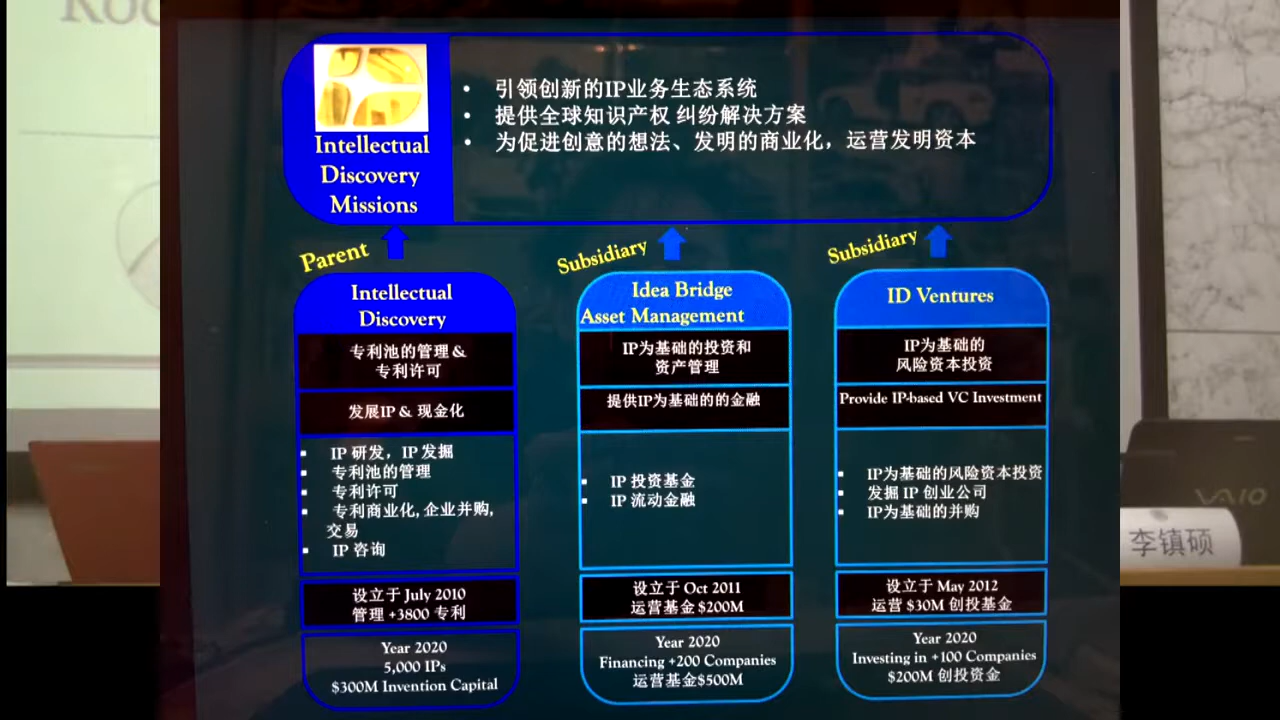 Intellectual
Discovery
Missions
• 引领创新的IP业务生态系统
• 提供全球知识产权 纠纷解决方案
• 为促进创意的想法、发明的商业化，运营发明资本
Parent
Intellectual
Discovery
专利池的管理 &
专利许可
发展IP & 现金化
▪ IP 研发，IP 发掘
▪ 专利池的管理
▪ 专利许可
▪ 专利商业化, 企业并购,
交易
▪ IP 咨询
设立于 July 2010
管理 +3800 专利
Year 2020
5,000 IPs
$300M Invention Capital
Subsidiary
Idea Bridge
Asset Management
IP为基础的投资和
资产管理
提供IP为基础的的金融
▪ IP 投资基金
▪ IP 流动金融
设立于 Oct 2011
运营基金 $200M
Year 2020
Financing +200 Companies
运营基金$500M
Subsidiary
ID Ventures
IP为基础的
风险资本投资
Provide IP-based VC Investment
▪ IP为基础的风险资本投资
▪ 发掘 IP 创业公司
▪ IP为基础的并购
设立于 May 2012
运营 $30M 创投基金
Year 2020
Investing in +100 Companies
$200M 创投资金
VAIO
李镇硕